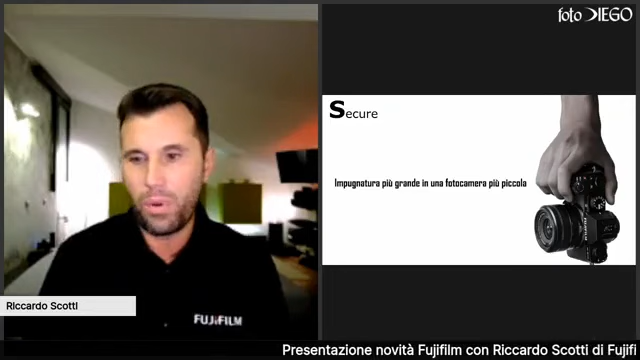 foto DIEGO
Secure
Impugnatura più grande in una fotocamera più piccola
Riccardo Scotti
FUJIFILM
Presentazione novità Fujifilm con Riccardo Scotti di Fujifi